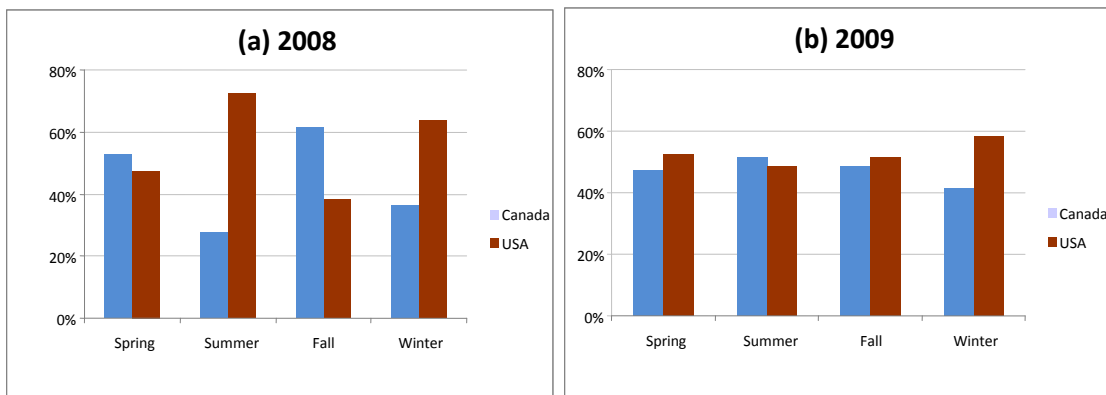 (a) 2008
80%
60%
40%
20%
0%
Spring Summer Fall Winter
Canada
USA
(b) 2009
80%
60%
40%
20%
0%
Spring Summer Fall Winter
Canada
USA